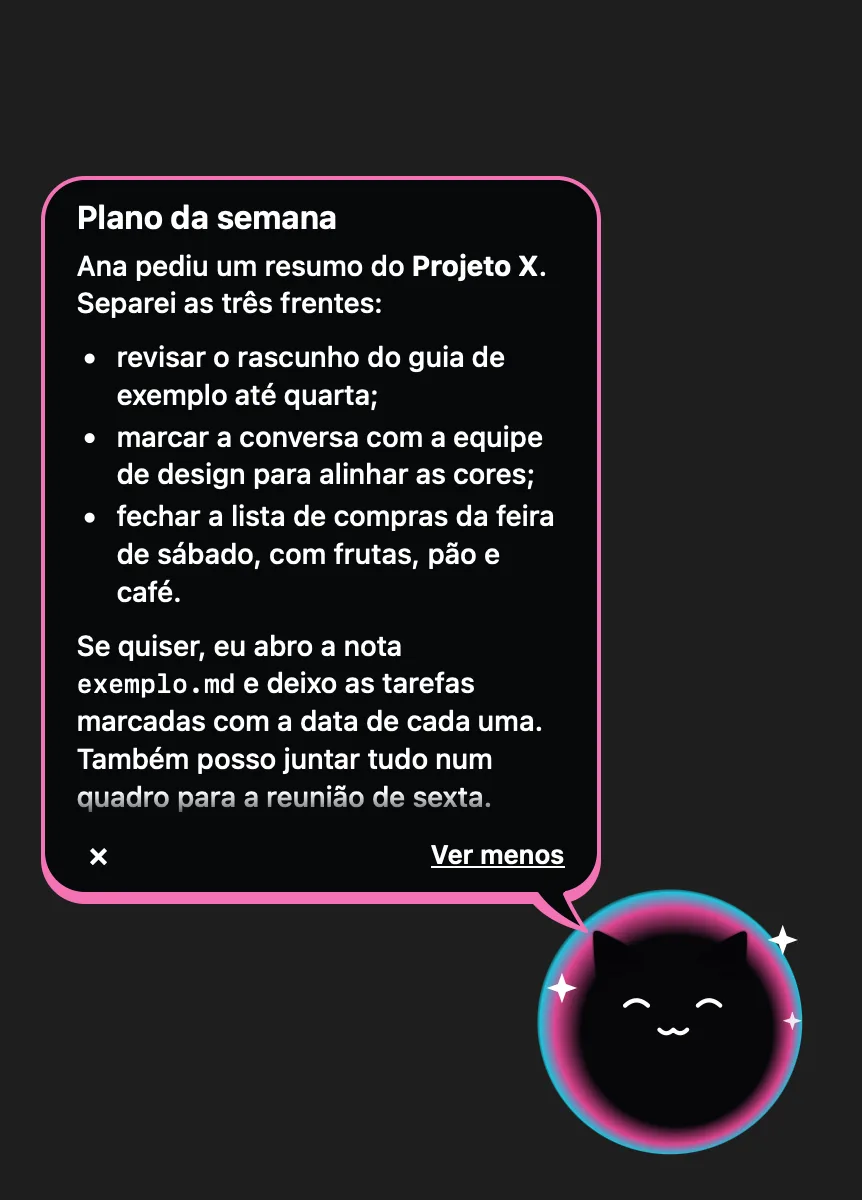 Plano da semana
Ana pediu um resumo do Projeto X.
Separei as três frentes:
• revisar o rascunho do guia de
exemplo até quarta;
• marcar a conversa com a equipe
de design para alinhar as cores;
• fechar a lista de compras da feira
de sábado, com frutas, pão e
café.
Se quiser, eu abro a nota
exemplo.md e deixo as tarefas
marcadas com a data de cada uma.
Também posso juntar tudo num
quadro para a reunião de sexta.
× Ver menos